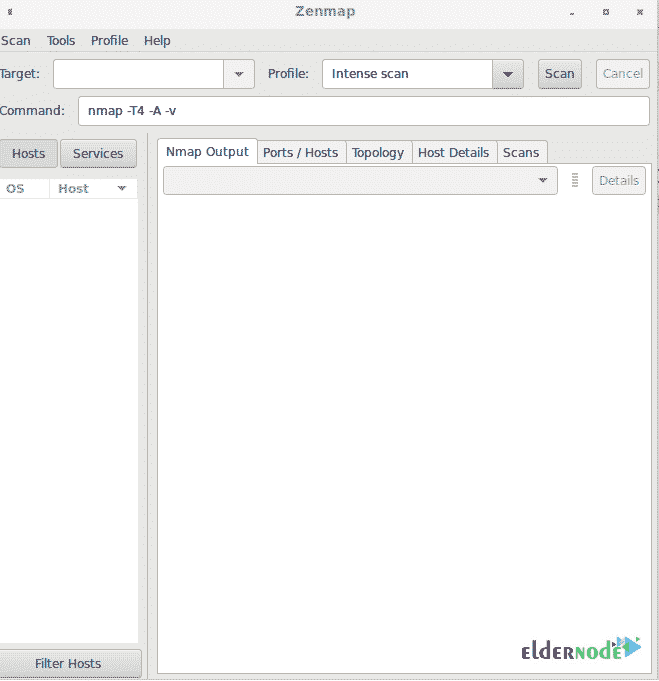 Zenmap
Scan Tools Profile Help
Target: Profile: Intense scan Scan Cancel
Command: nmap -T4 -A -v
Hosts Services Nmap Output Ports / Hosts Topology Host Details Scans
OS Host Details
Filter Hosts
ELDERNODE